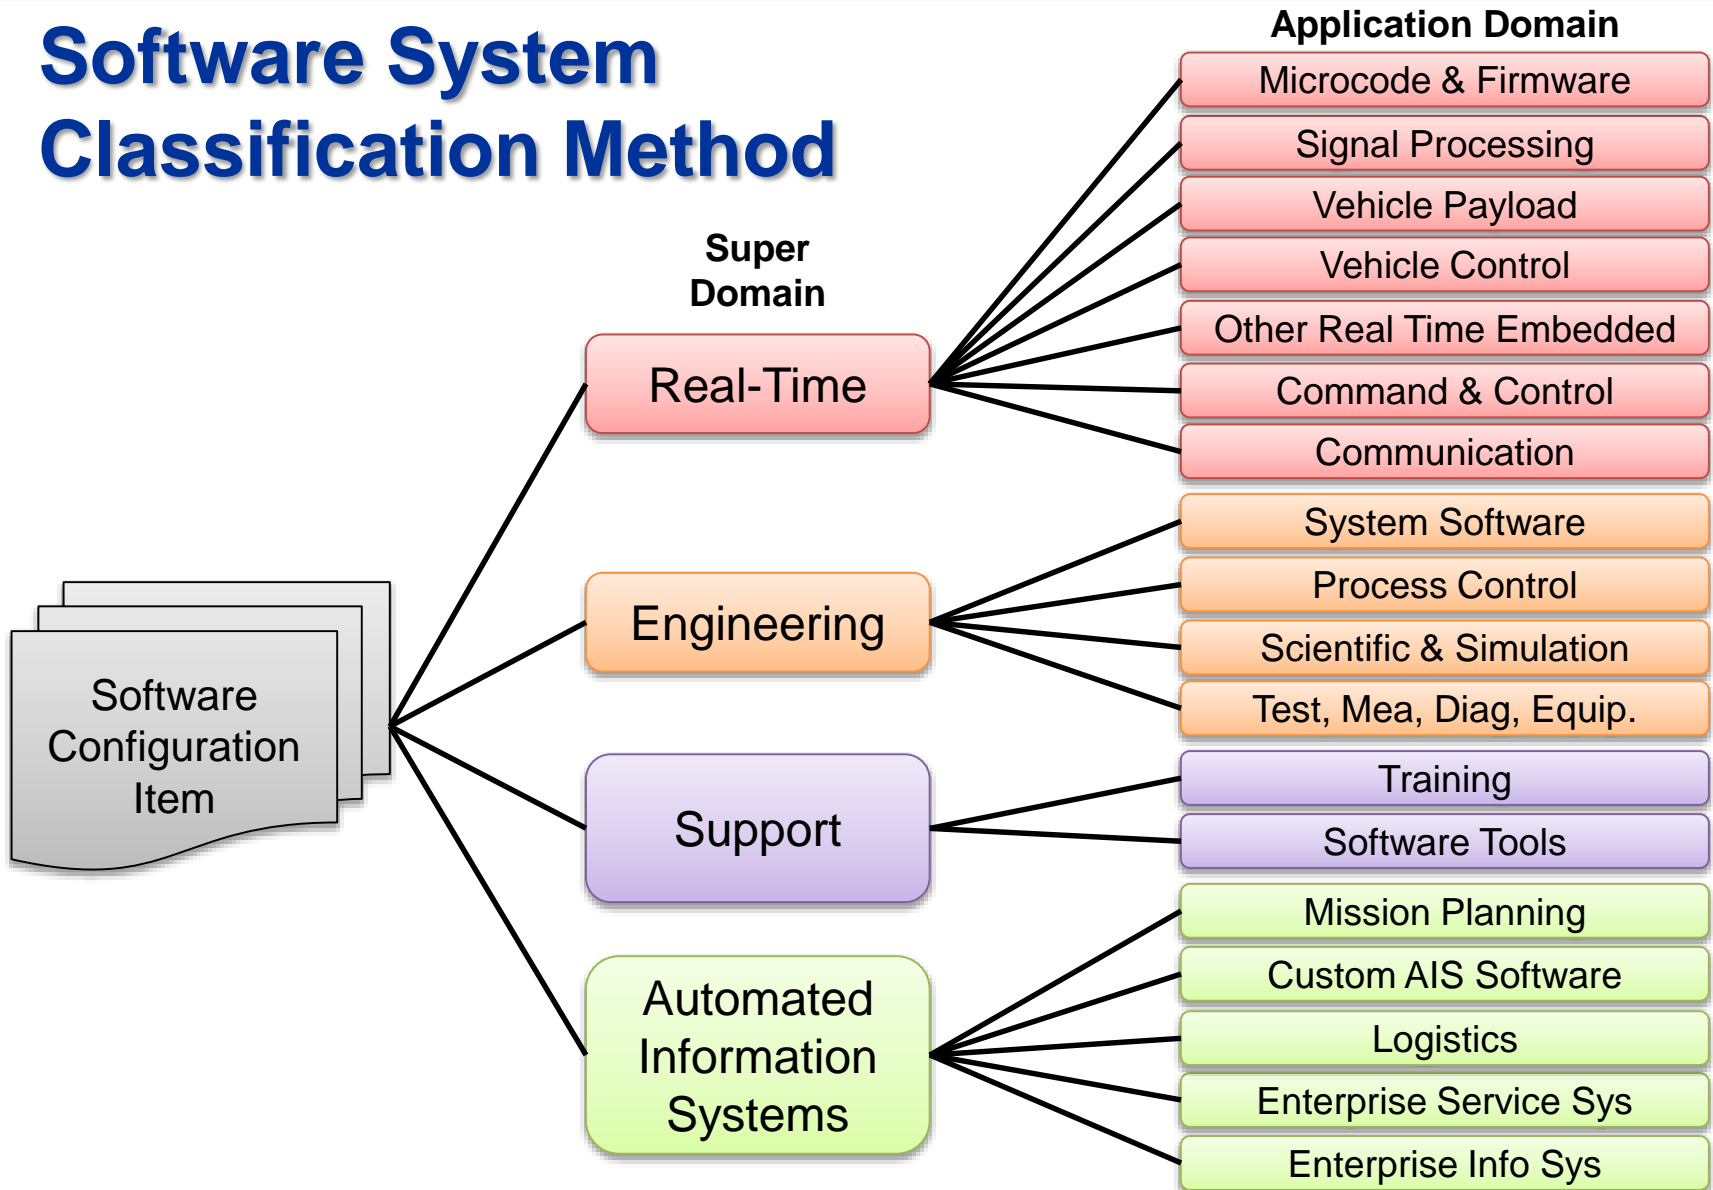 Software System
Classification Method
Application Domain
Microcode & Firmware
Signal Processing
Vehicle Payload
Vehicle Control
Other Real Time Embedded
Command & Control
Communication
System Software
Process Control
Scientific & Simulation
Test, Mea, Diag, Equip.
Training
Software Tools
Mission Planning
Custom AIS Software
Logistics
Enterprise Service Sys
Enterprise Info Sys
Super
Domain
Real-Time
Engineering
Support
Automated
Information
Systems
Software
Configuration
Item